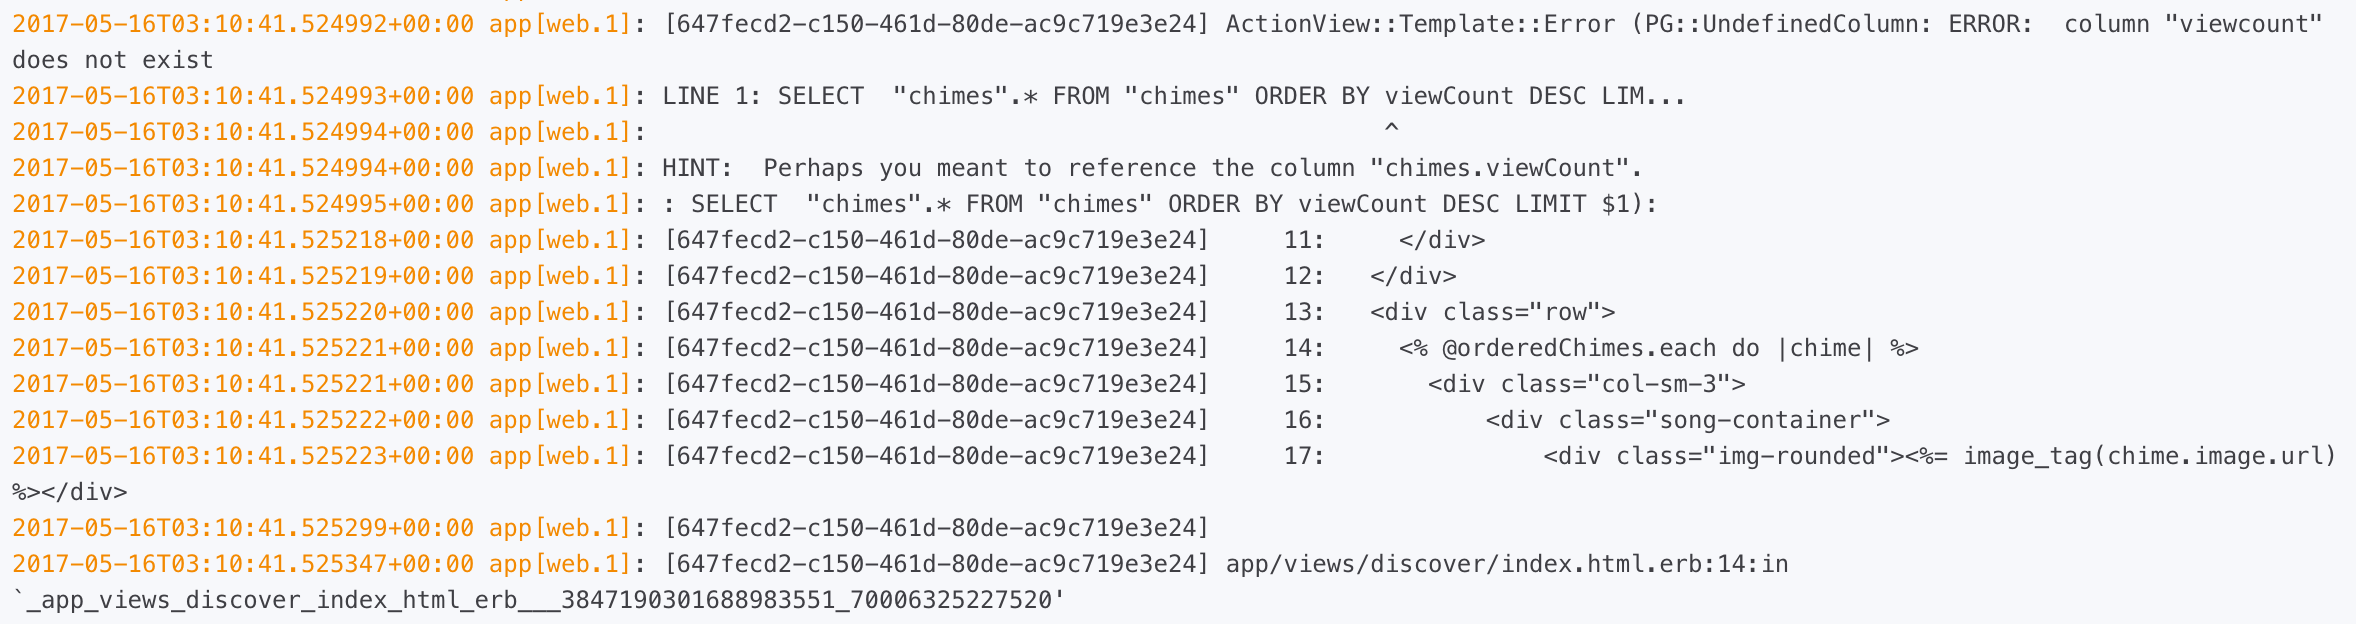 2017-05-16T03:10:41.524992+00:00 app[web.1]: [647fecd2-c150-461d-80de-ac9c719e3e24] ActionView::Template::Error (PG::UndefinedColumn: ERROR:  column "viewcount"
does not exist
2017-05-16T03:10:41.524993+00:00 app[web.1]: LINE 1: SELECT  "chimes".* FROM "chimes" ORDER BY viewCount DESC LIM...
2017-05-16T03:10:41.524994+00:00 app[web.1]:                                                   ^
2017-05-16T03:10:41.524994+00:00 app[web.1]: HINT:  Perhaps you meant to reference the column "chimes.viewCount".
2017-05-16T03:10:41.524995+00:00 app[web.1]: : SELECT  "chimes".* FROM "chimes" ORDER BY viewCount DESC LIMIT $1):
2017-05-16T03:10:41.525218+00:00 app[web.1]: [647fecd2-c150-461d-80de-ac9c719e3e24]     11:     </div>
2017-05-16T03:10:41.525219+00:00 app[web.1]: [647fecd2-c150-461d-80de-ac9c719e3e24]     12:   </div>
2017-05-16T03:10:41.525220+00:00 app[web.1]: [647fecd2-c150-461d-80de-ac9c719e3e24]     13:   <div class="row">
2017-05-16T03:10:41.525221+00:00 app[web.1]: [647fecd2-c150-461d-80de-ac9c719e3e24]     14:     <% @orderedChimes.each do |chime| %>
2017-05-16T03:10:41.525221+00:00 app[web.1]: [647fecd2-c150-461d-80de-ac9c719e3e24]     15:       <div class="col-sm-3">
2017-05-16T03:10:41.525222+00:00 app[web.1]: [647fecd2-c150-461d-80de-ac9c719e3e24]     16:           <div class="song-container">
2017-05-16T03:10:41.525223+00:00 app[web.1]: [647fecd2-c150-461d-80de-ac9c719e3e24]     17:               <div class="img-rounded"><%= image_tag(chime.image.url)
%></div>
2017-05-16T03:10:41.525299+00:00 app[web.1]: [647fecd2-c150-461d-80de-ac9c719e3e24]
2017-05-16T03:10:41.525347+00:00 app[web.1]: [647fecd2-c150-461d-80de-ac9c719e3e24] app/views/discover/index.html.erb:14:in
`_app_views_discover_index_html_erb___3847190301688983551_70006325227520'